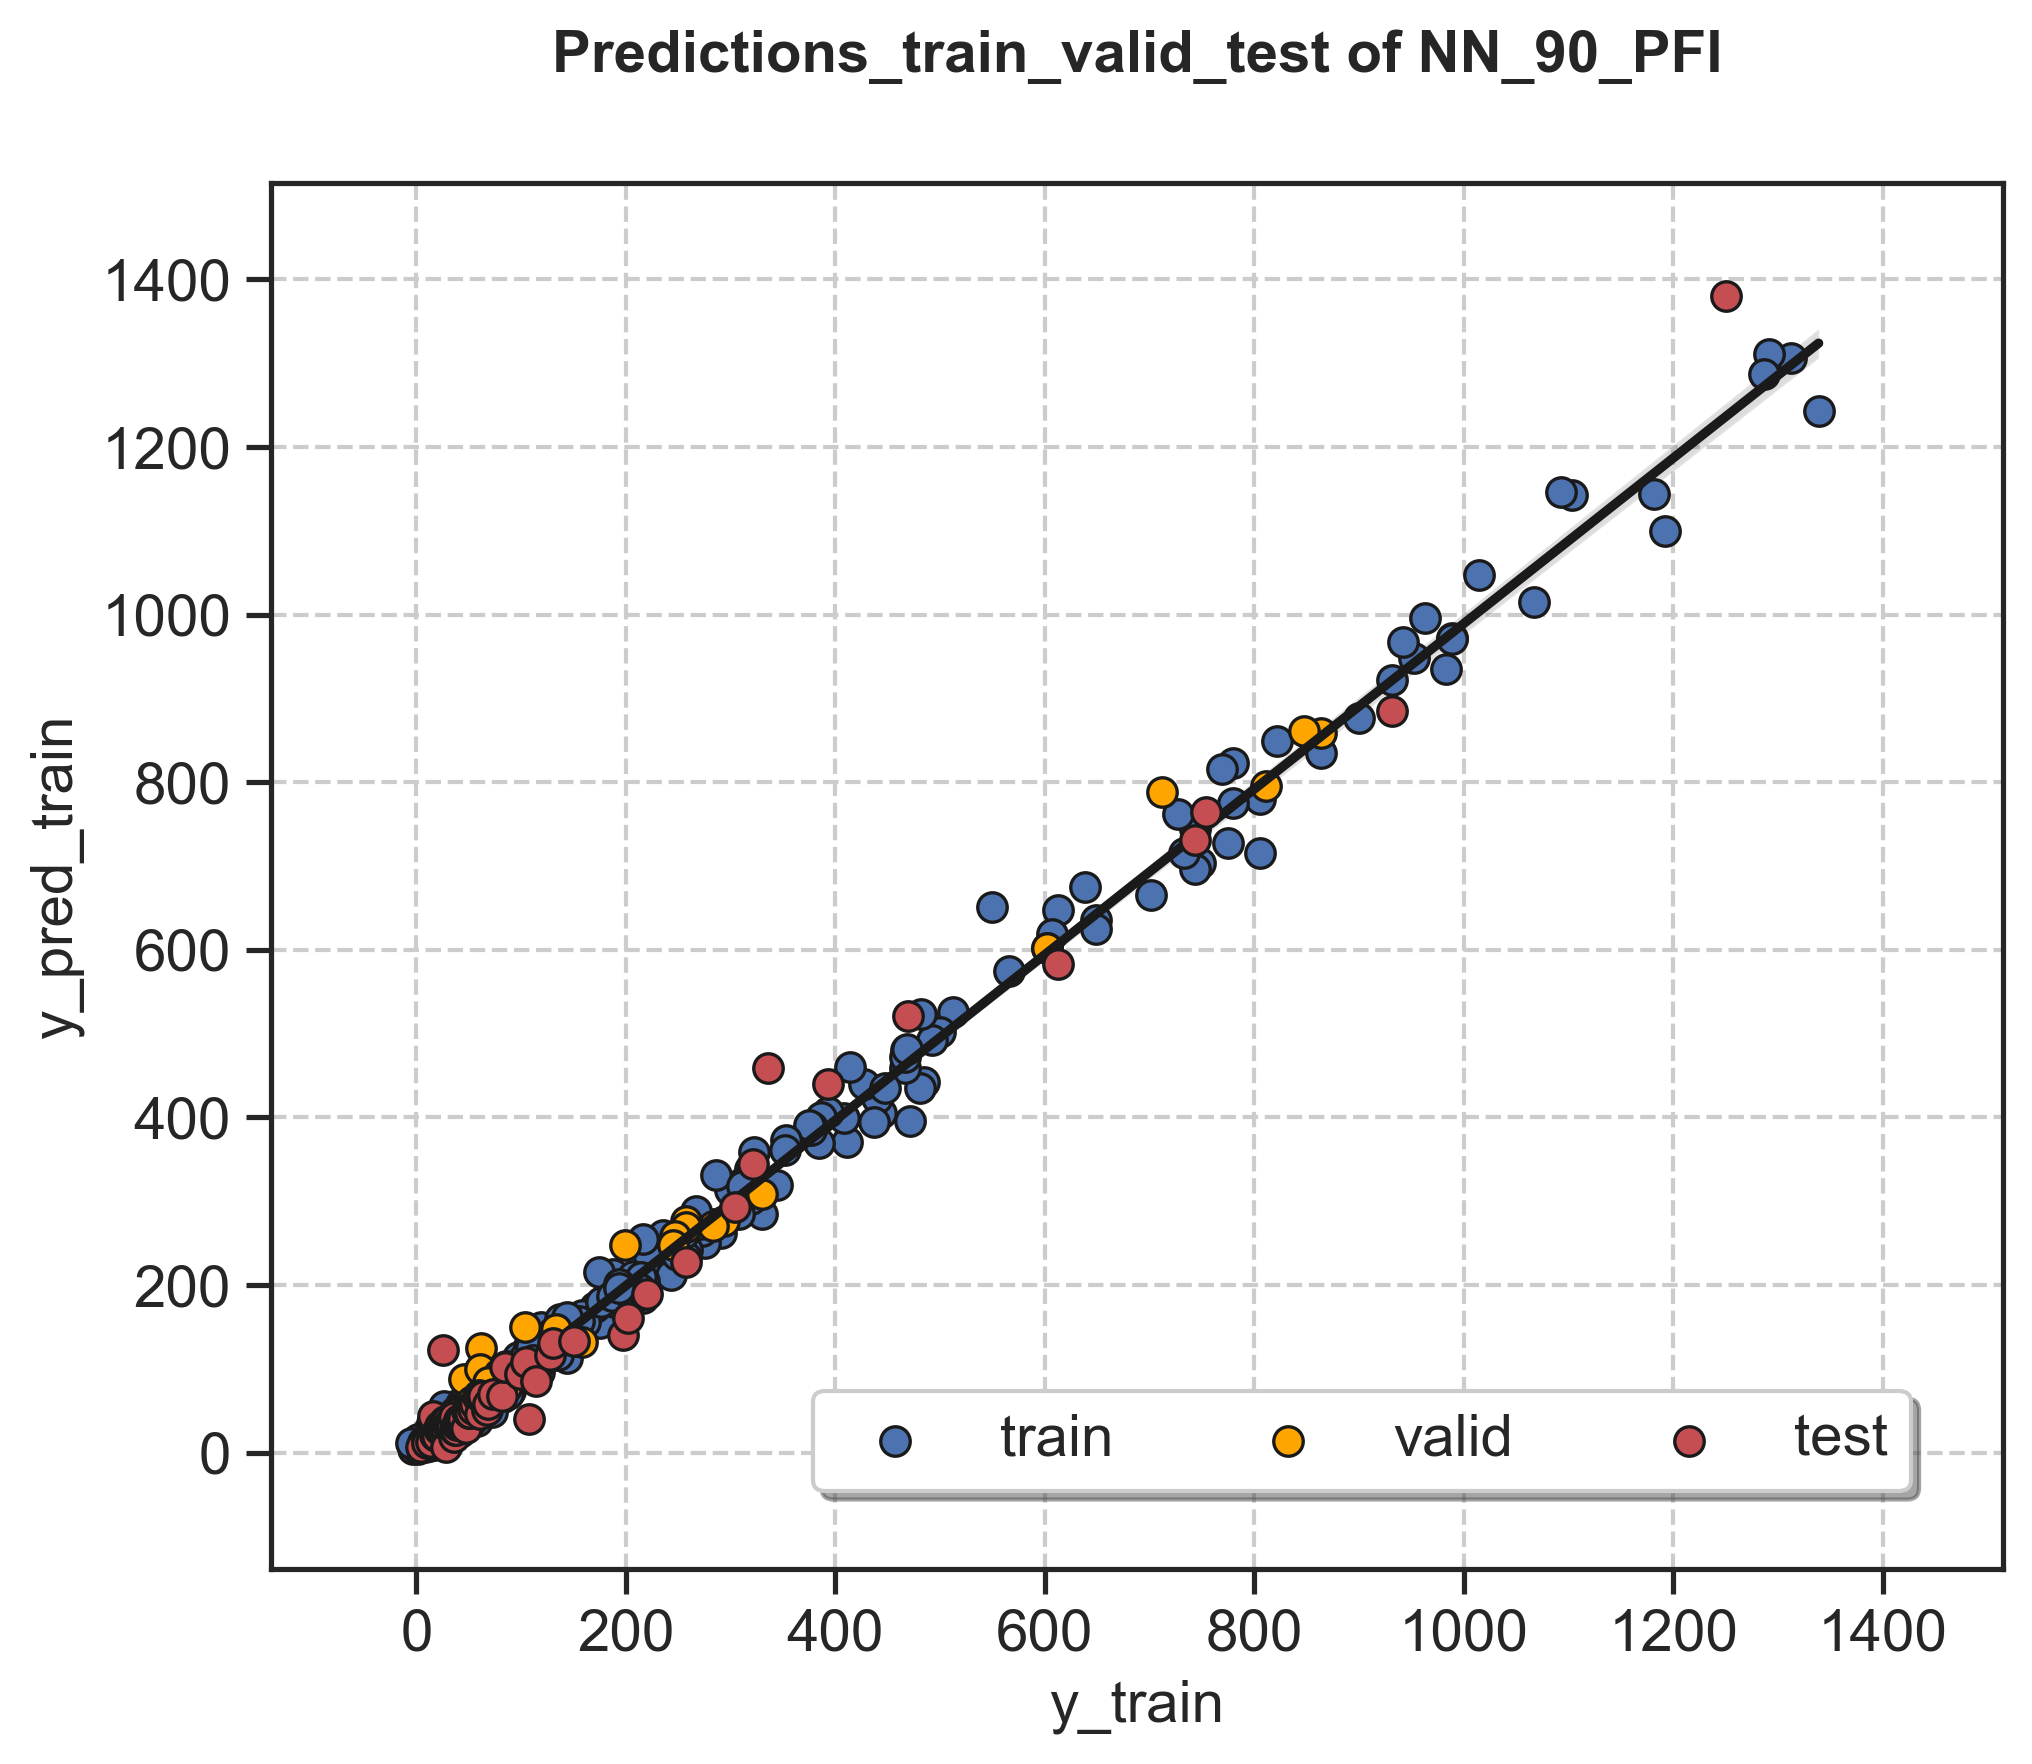 Predictions_train_valid_test of NN_90_PFI
1400
1200
1000
800
600
400
200
0
y_pred_train
train valid test
0 200 400 600 800 1000 1200 1400
y_train